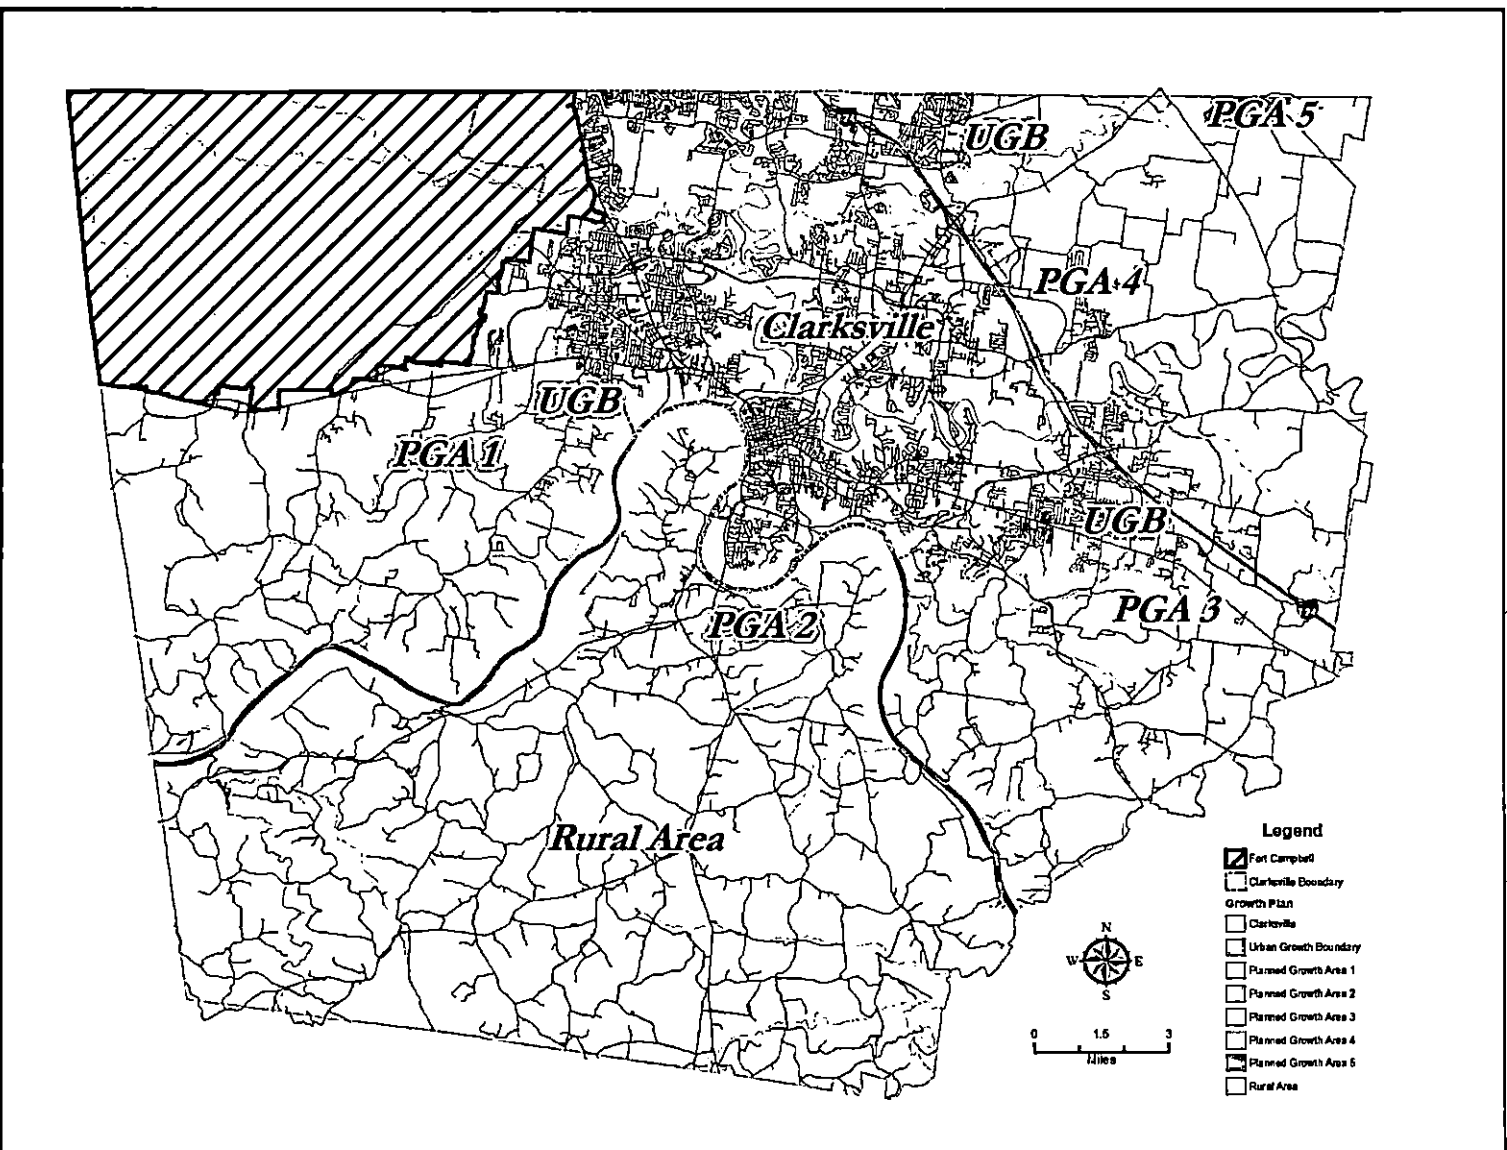 PGA 5
UGB
PGA 4
Clarksville
UGB
PGA 1
UGB
PGA 3
PGA 2
Rural Area
Legend
Fort Campbell
Clarksville Boundary
Growth Plan
Clarksville
Urban Growth Boundary
Planned Growth Area 1
Planned Growth Area 2
Planned Growth Area 3
Planned Growth Area 4
Planned Growth Area 5
Rural Area
N
W E
S
0 1.5 3
Miles